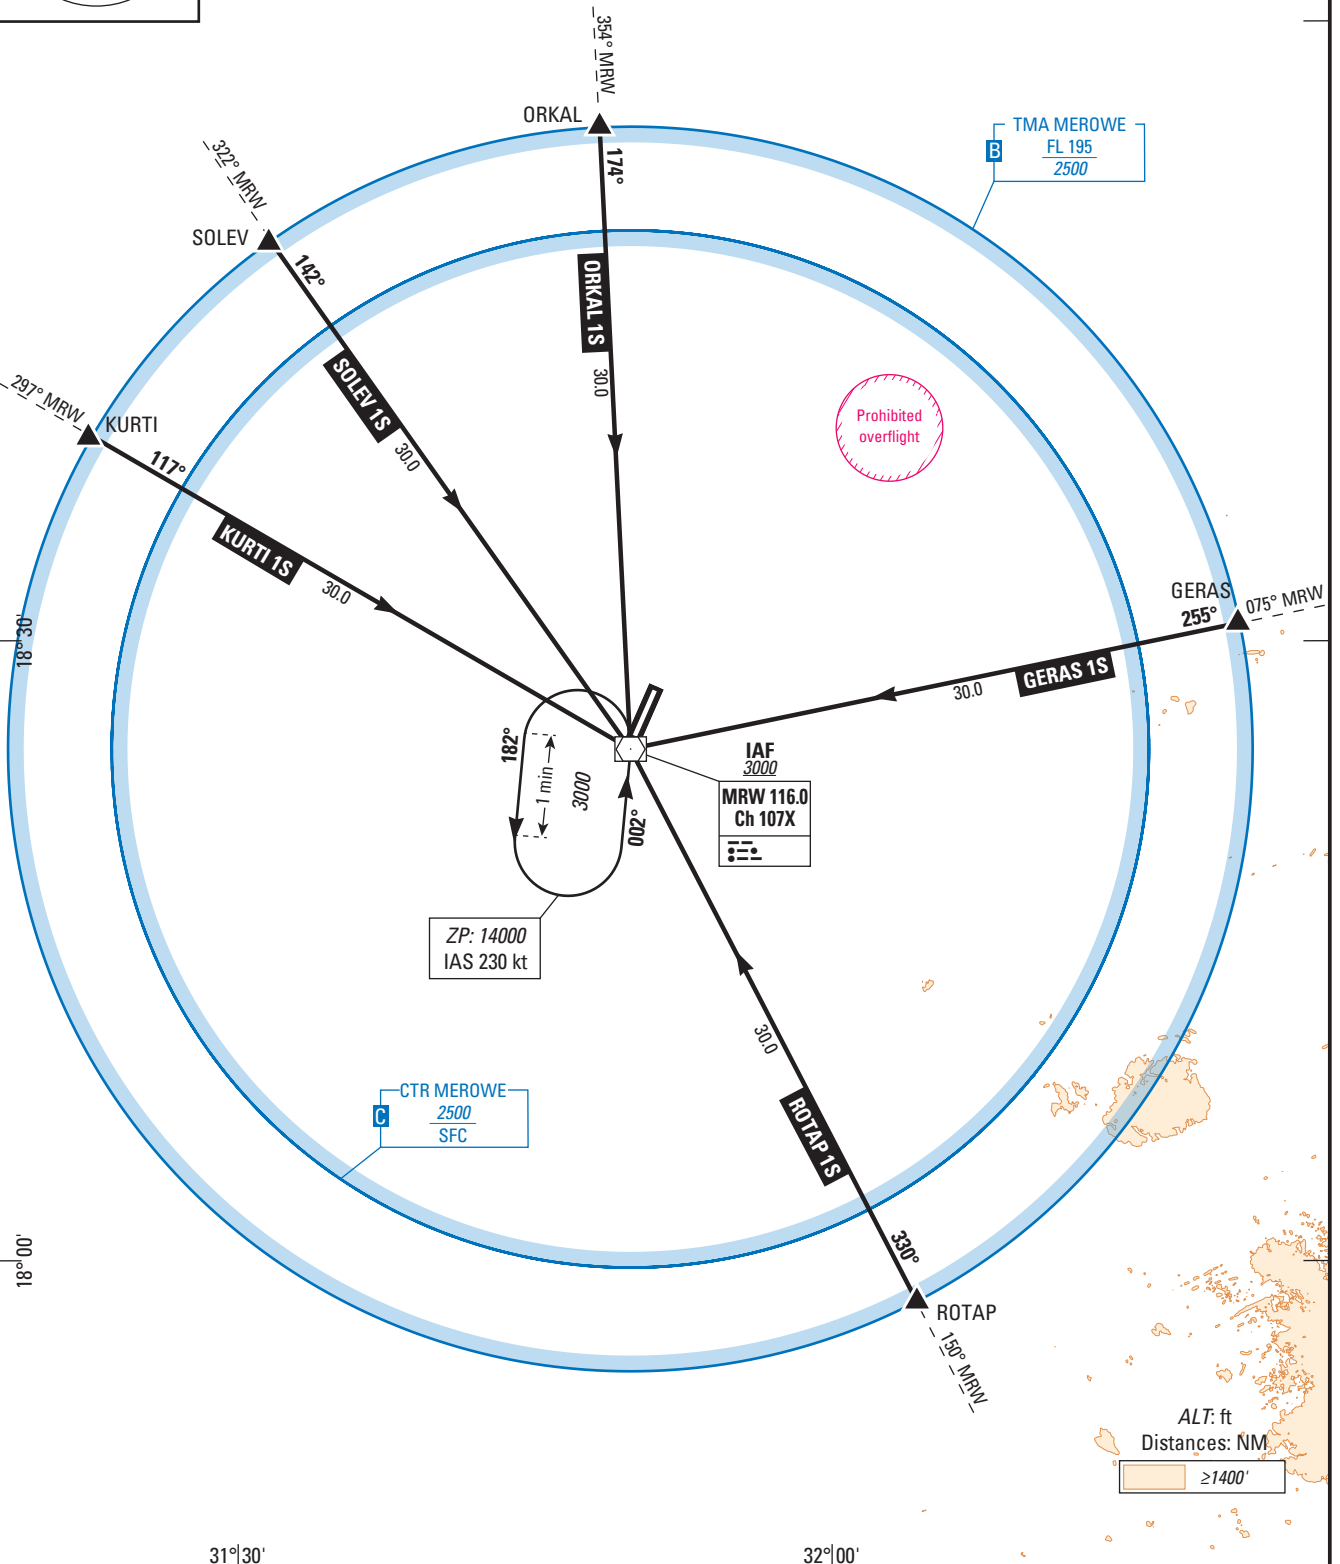 354° MRW
ORKAL
174°
TMA MEROWE
B
FL 195
2500
322° MRW
SOLEV
142°
ORKAL 1S
30.0
SOLEV 1S
30.0
297° MRW
KURTI
117°
KURTI 1S
30.0
Prohibited
overflight
GERAS
075° MRW
255°
GERAS 1S
30.0
18°30'
182°
1 min
3000
002°
IAF
3000
MRW 116.0
Ch 107X
ZP: 14000
IAS 230 kt
30.0
ROTAP 1S
330°
ROTAP
150° MRW
CTR MEROWE
C
2500
SFC
18°00'
ALT: ft
Distances: NM
≥1400'
31°30'
32°00'